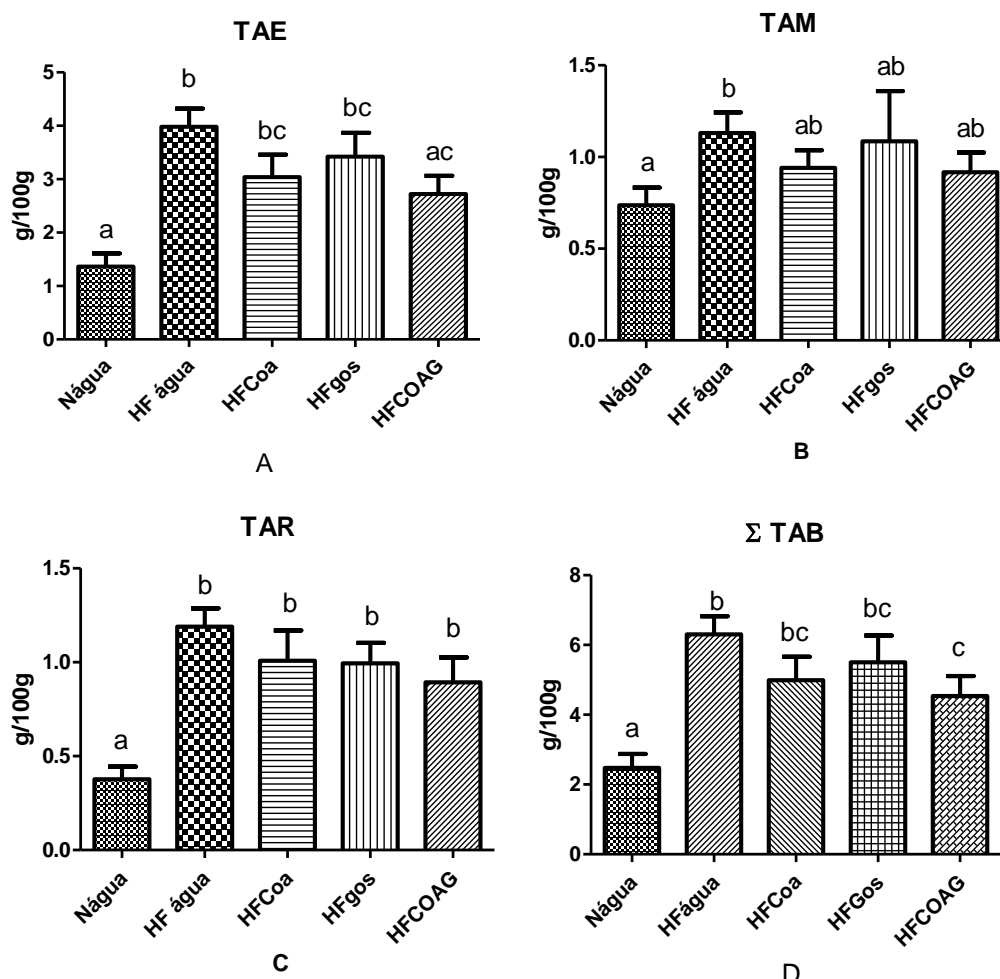 TAE
5
4
3
2
1
0
g/100g
a
b
bc
bc
ac
Nágua
HF água
HFCoa
HFgos
HFCOAG
A
TAM
1.5
1.0
0.5
0.0
g/100g
a
b
ab
ab
ab
Nágua
HF água
HFCoa
HFgos
HFCOAG
B
TAR
1.5
1.0
0.5
0.0
g/100g
a
b
b
b
b
Nágua
HF água
HFCoa
HFgos
HFCOAG
C
Σ TAB
8
6
4
2
0
g/100g
a
b
bc
bc
c
Nágua
HFágua
HFCoa
HFGos
HFCOAG
D